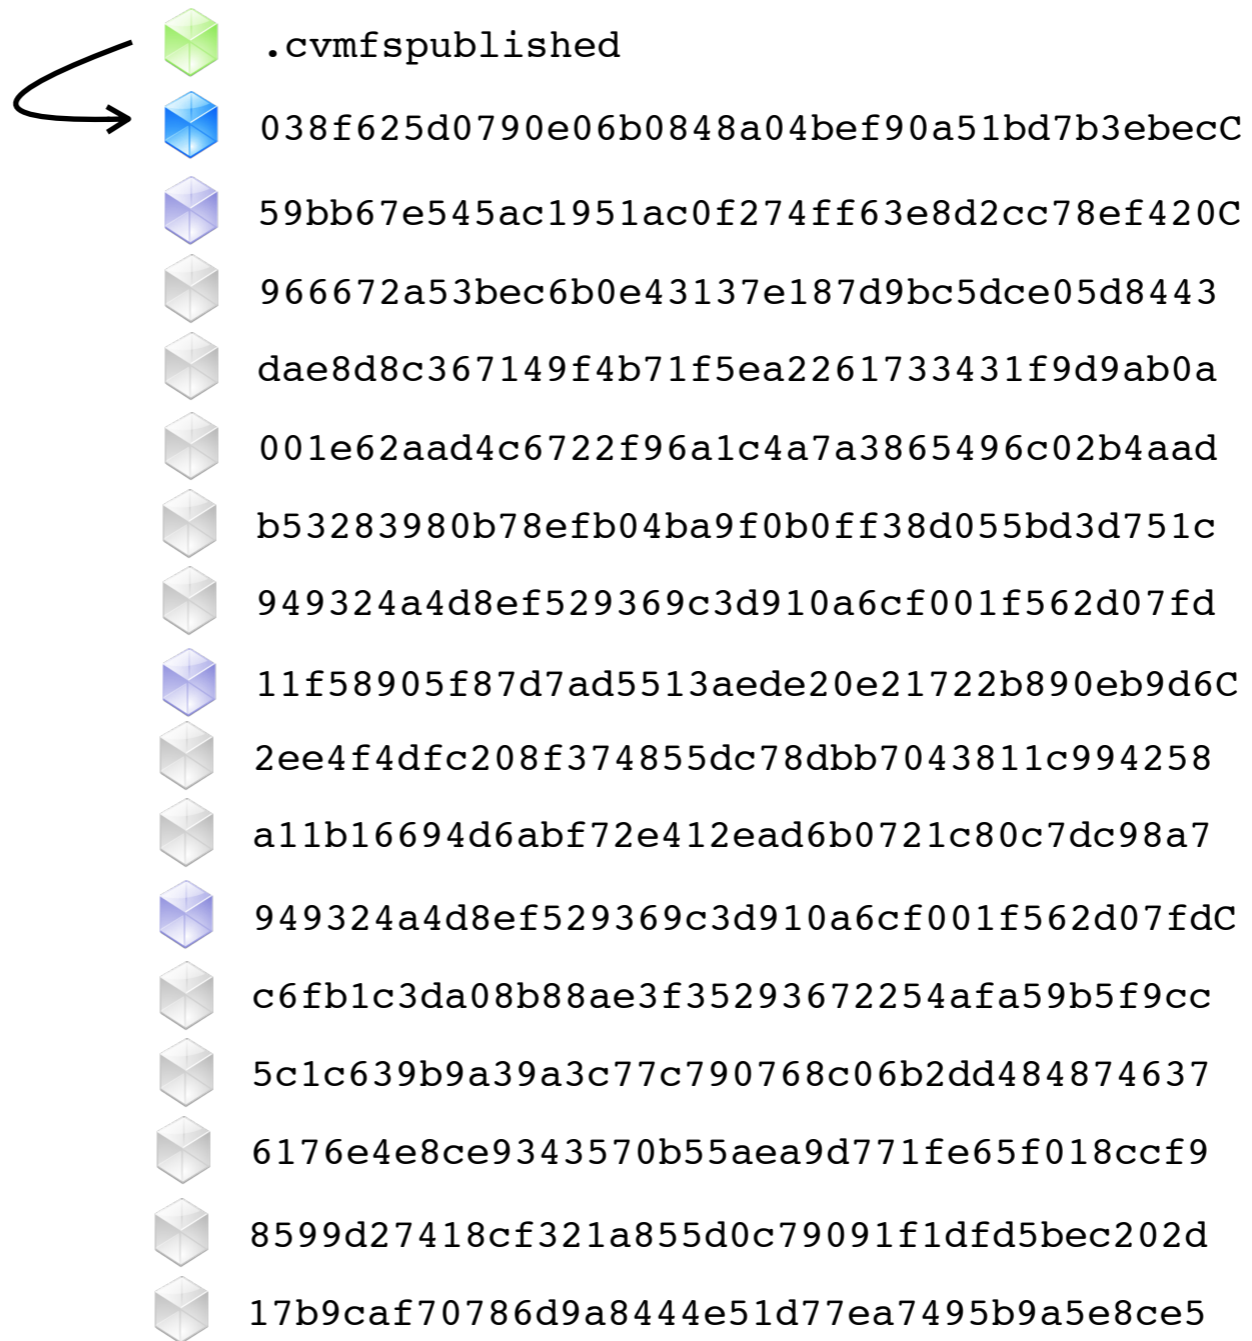 .cvmfspublished
038f625d0790e06b0848a04bef90a51bd7b3ebecC
59bb67e545ac1951ac0f274ff63e8d2cc78ef420C
966672a53bec6b0e43137e187d9bc5dce05d8443
dae8d8c367149f4b71f5ea2261733431f9d9ab0a
001e62aad4c6722f96a1c4a7a3865496c02b4aad
b53283980b78efb04ba9f0b0ff38d055bd3d751c
949324a4d8ef529369c3d910a6cf001f562d07fd
11f58905f87d7ad5513aede20e21722b890eb9d6C
2ee4f4dfc208f374855dc78dbb7043811c994258
a11b16694d6abf72e412ead6b0721c80c7dc98a7
949324a4d8ef529369c3d910a6cf001f562d07fdC
c6fb1c3da08b88ae3f35293672254afa59b5f9cc
5c1c639b9a39a3c77c790768c06b2dd484874637
6176e4e8ce9343570b55aea9d771fe65f018ccf9
8599d27418cf321a855d0c79091f1dfd5bec202d
17b9caf70786d9a8444e51d77ea7495b9a5e8ce5